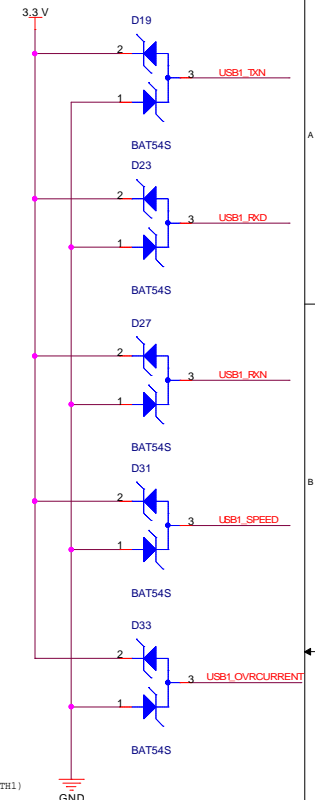 3.3 V
D19
2
3 USB1_TXN
1
A
BAT54S
D23
2
3 USB1_RXD
1
BAT54S
D27
2
3 USB1_RXN
1
BAT54S
D31
2
B
3 USB1_SPEED
1
BAT54S
D33
2
3 USB1_OVRCURRENT
1
BAT54S
TH1)
GND